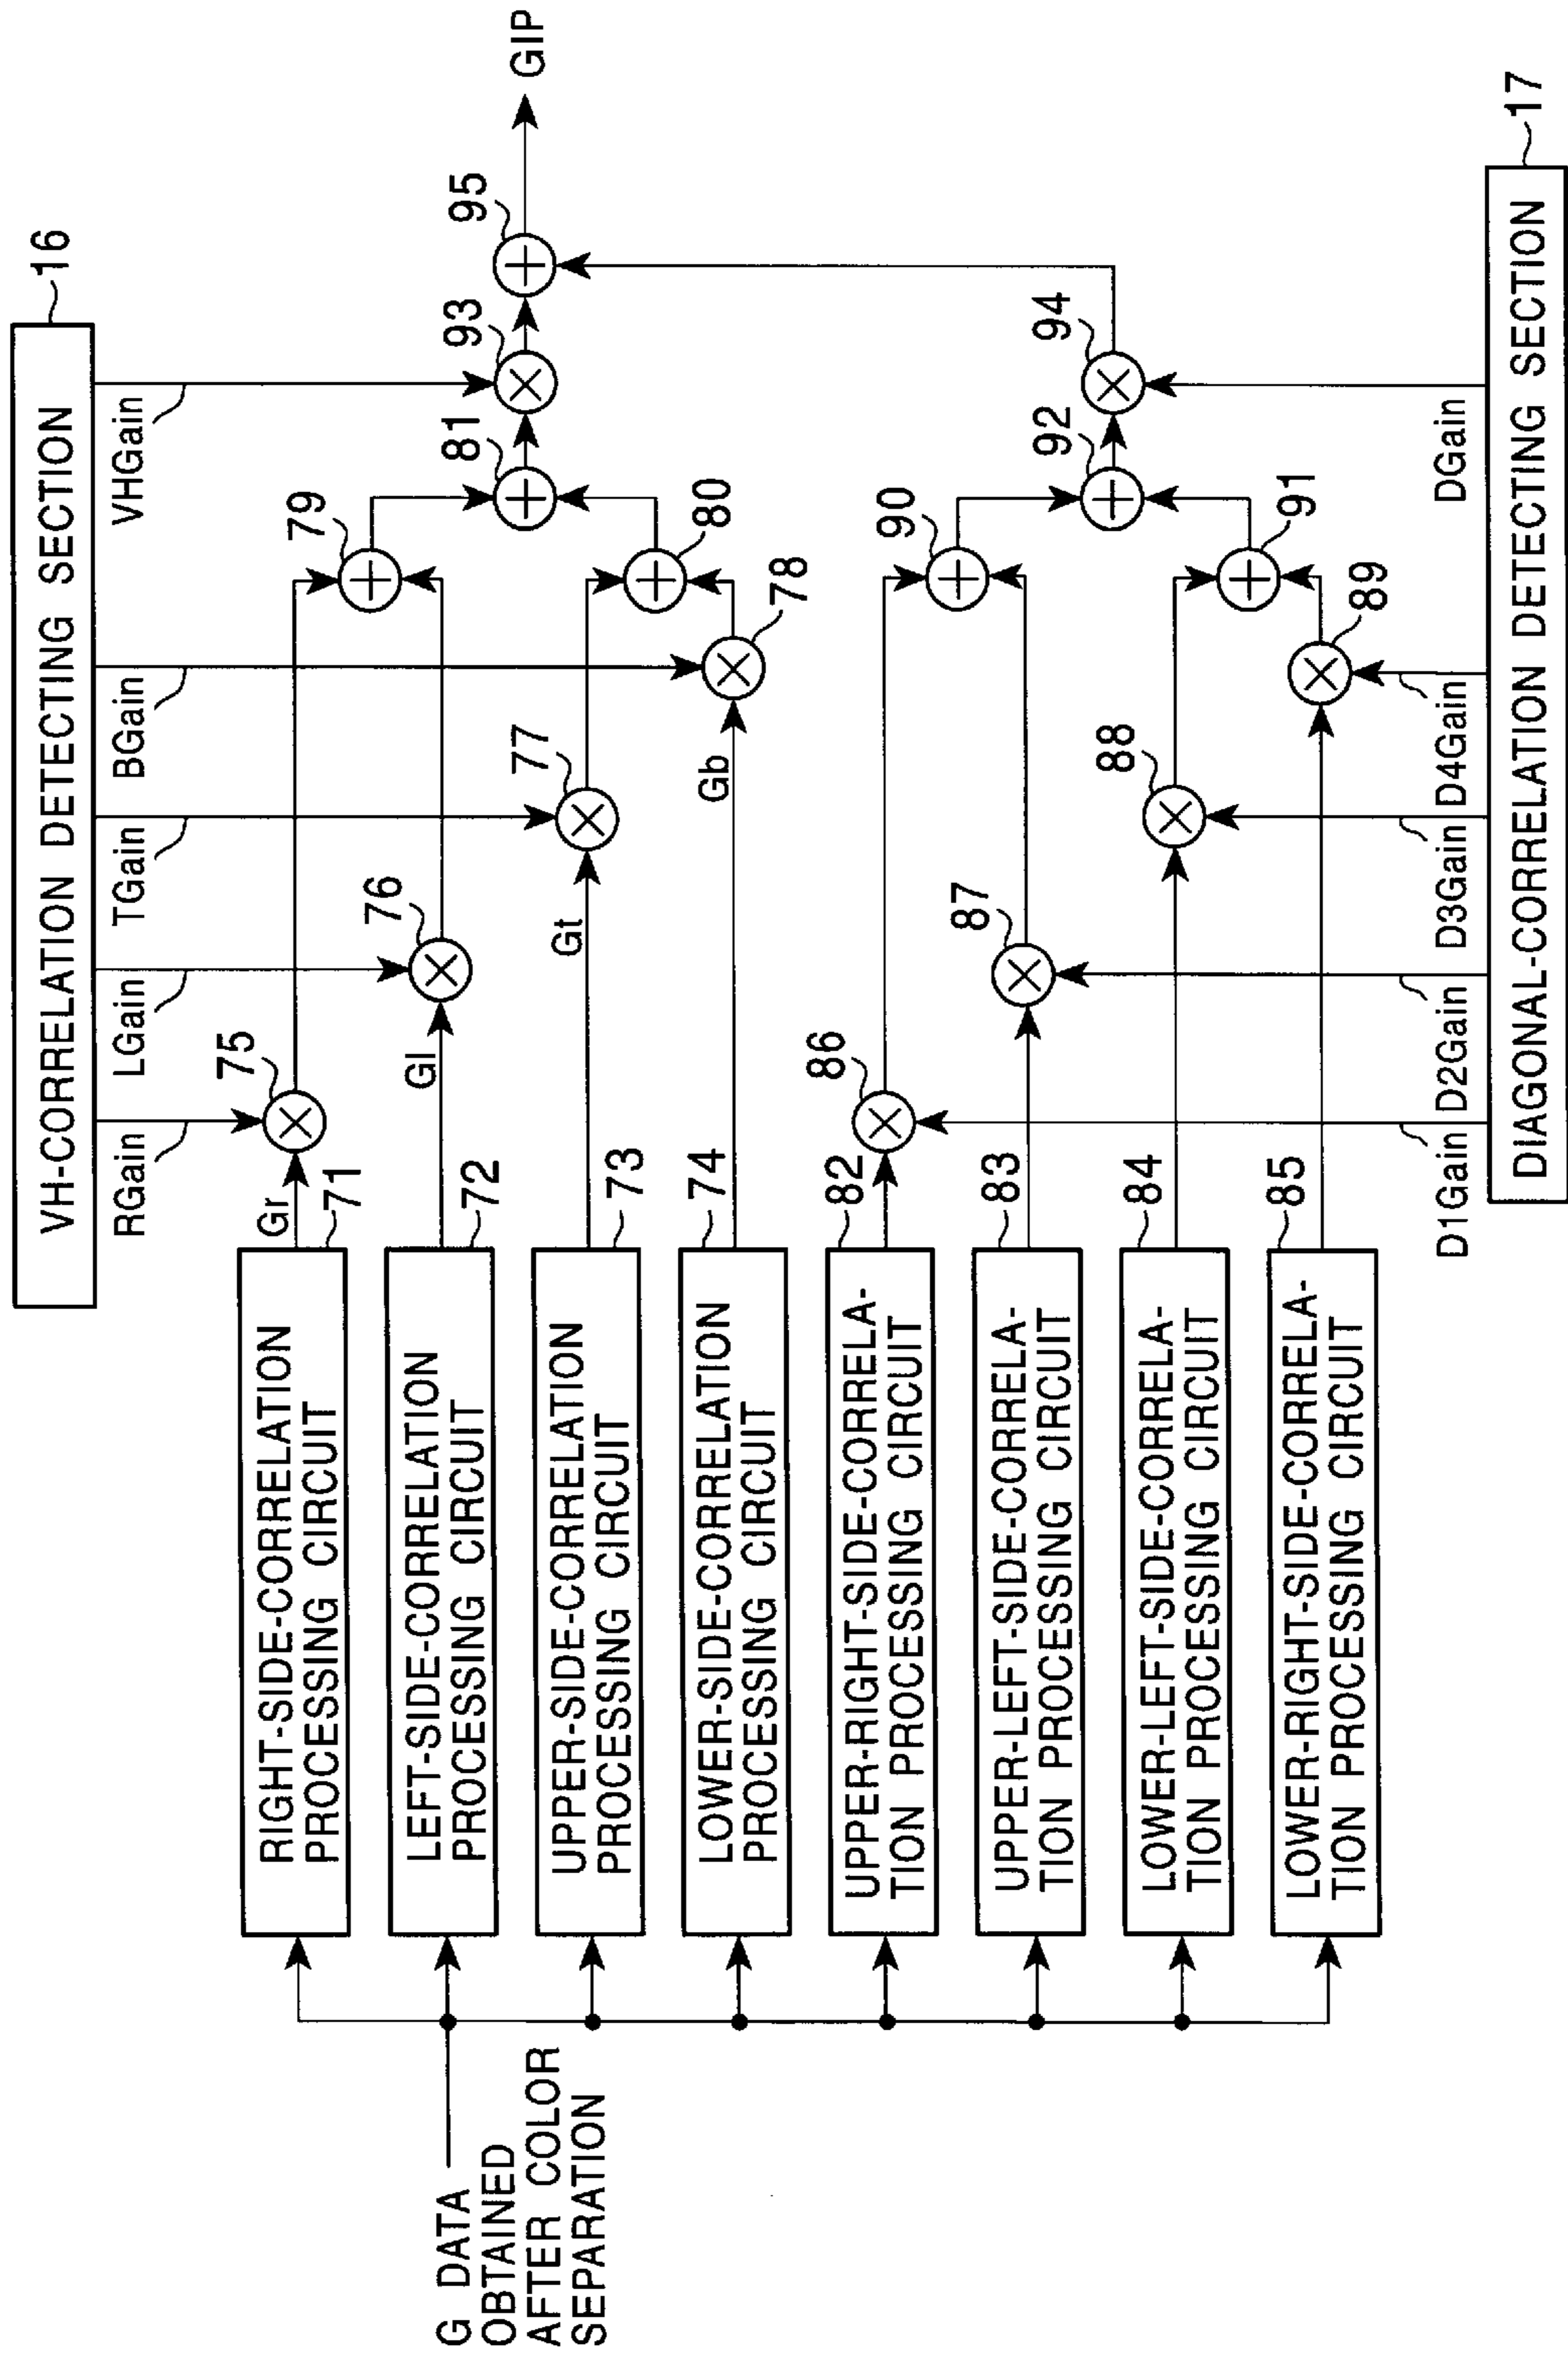 VH-CORRELATION DETECTING SECTION
16
RGain
LGain
TGain
BGain
VHGain
G DATA
OBTAINED
AFTER COLOR
SEPARATION
RIGHT-SIDE-CORRELATION
PROCESSING CIRCUIT
71
Gr
75
LEFT-SIDE-CORRELATION
PROCESSING CIRCUIT
72
Gl
76
UPPER-SIDE-CORRELATION
PROCESSING CIRCUIT
73
Gt
77
LOWER-SIDE-CORRELATION
PROCESSING CIRCUIT
74
Gb
78
79
80
81
93
95
GIP
UPPER-RIGHT-SIDE-CORRELA-
TION PROCESSING CIRCUIT
82
86
UPPER-LEFT-SIDE-CORRELA-
TION PROCESSING CIRCUIT
83
87
LOWER-LEFT-SIDE-CORRELA-
TION PROCESSING CIRCUIT
84
88
LOWER-RIGHT-SIDE-CORRELA-
TION PROCESSING CIRCUIT
85
89
90
91
92
94
D1Gain
D2Gain
D3Gain
D4Gain
DGain
DIAGONAL-CORRELATION DETECTING SECTION
17